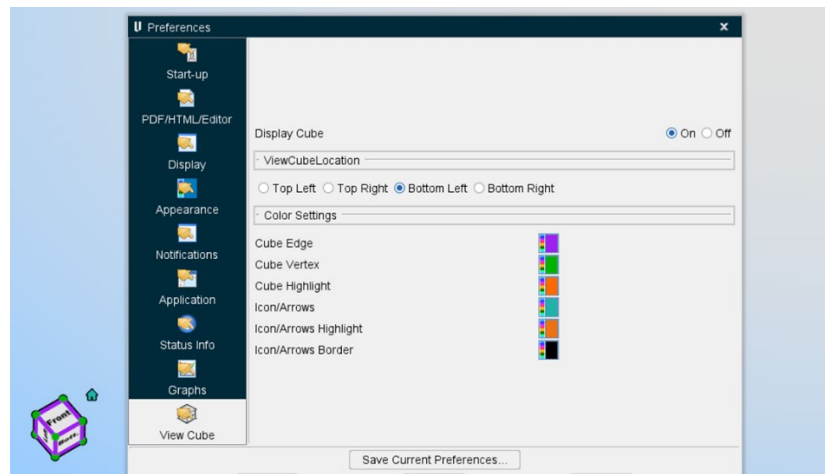 Preferences
x
Start-up
PDF/HTML/Editor
Display
Appearance
Notifications
Application
Status Info
Graphs
View Cube
Display Cube On Off
- ViewCubeLocation
Top Left Top Right Bottom Left Bottom Right
- Color Settings
Cube Edge
Cube Vertex
Cube Highlight
Icon/Arrows
Icon/Arrows Highlight
Icon/Arrows Border
Save Current Preferences...
Front
Bott.